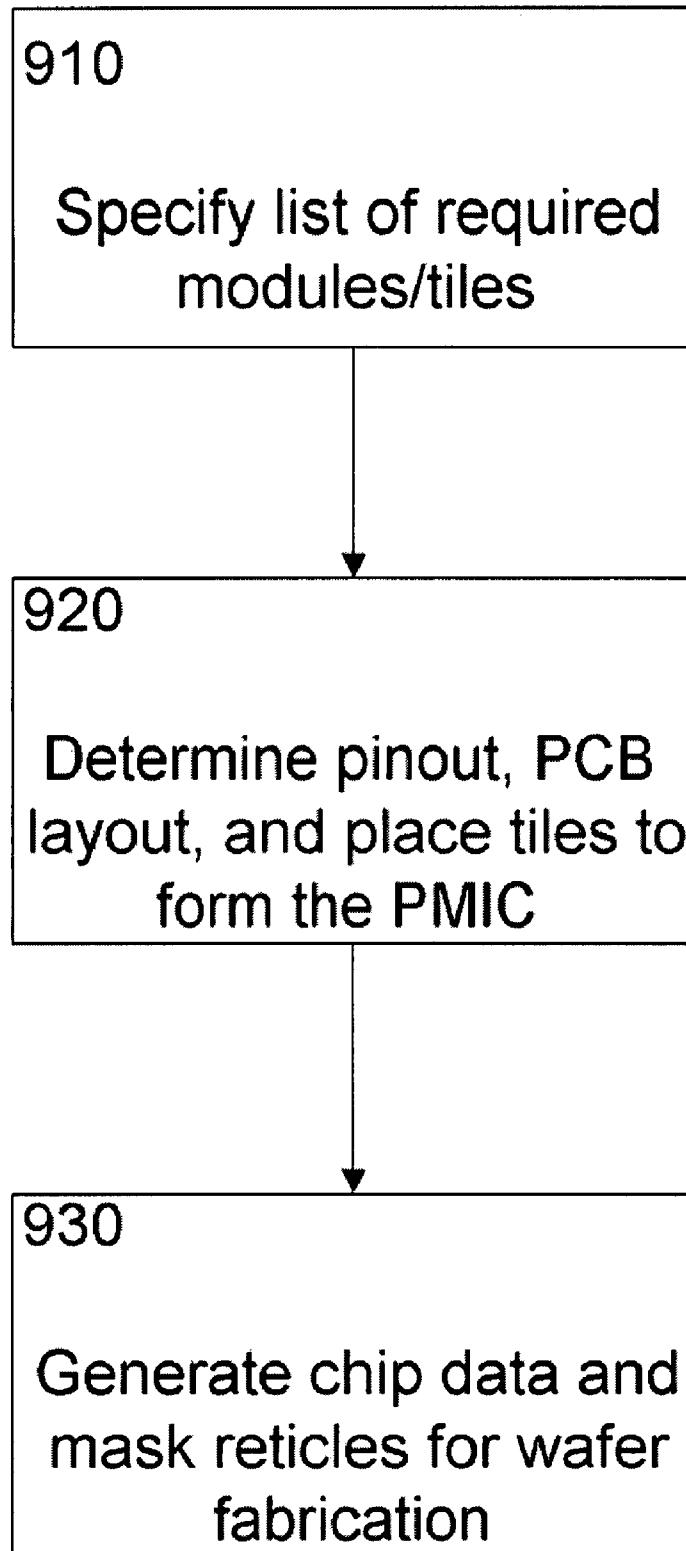 910
Specify list of required
modules/tiles
920
Determine pinout, PCB
layout, and place tiles to
form the PMIC
930
Generate chip data and
mask reticles for wafer
fabrication